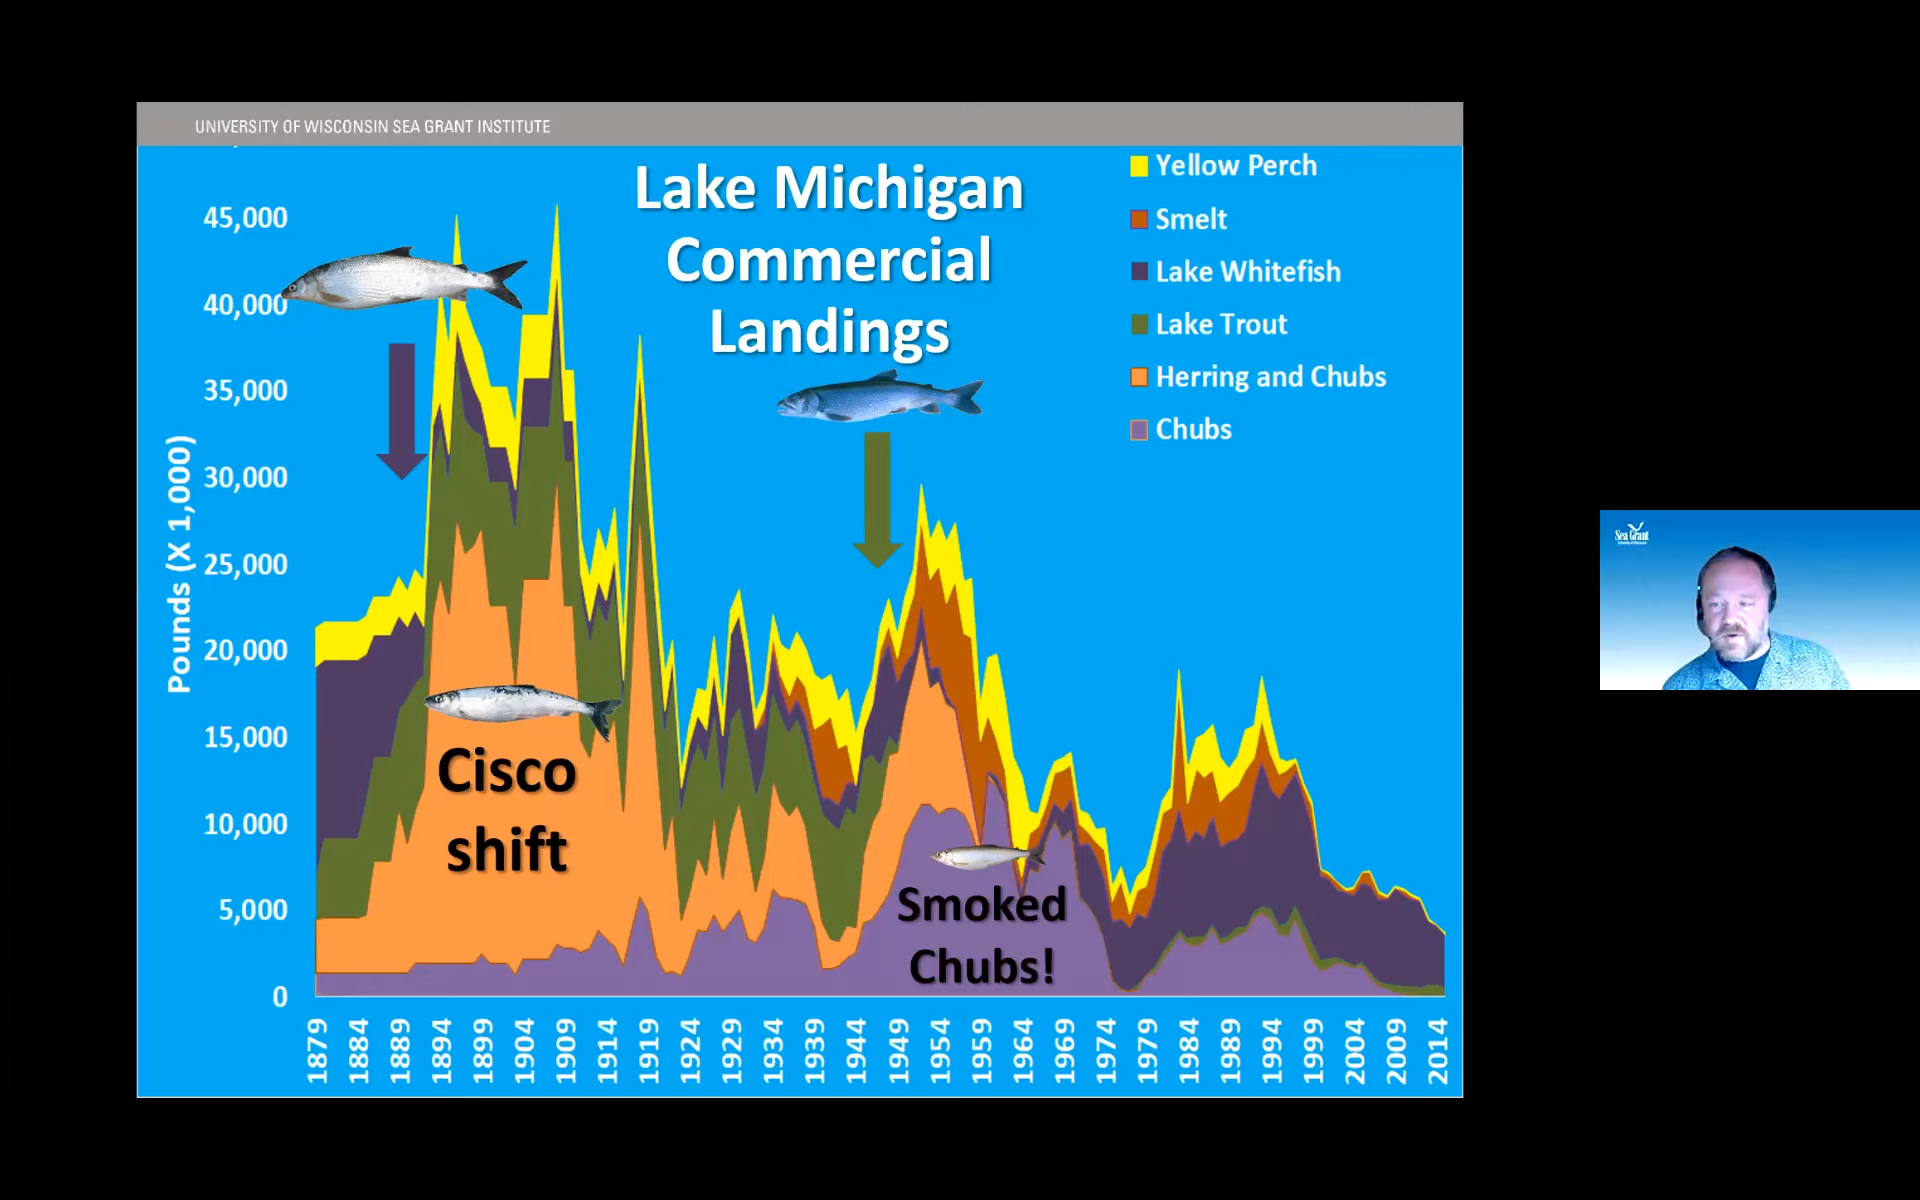 UNIVERSITY OF WISCONSIN SEA GRANT INSTITUTE
Lake Michigan
Commercial
Landings
Yellow Perch
Smelt
Lake Whitefish
Lake Trout
Herring and Chubs
Chubs
Pounds (X 1,000)
45,000
40,000
35,000
30,000
25,000
20,000
15,000
10,000
5,000
0
Cisco
shift
Smoked
Chubs!
1879
1884
1889
1894
1899
1904
1909
1914
1919
1924
1929
1934
1939
1944
1949
1954
1959
1964
1969
1974
1979
1984
1989
1994
1999
2004
2009
2014
Sea Grant